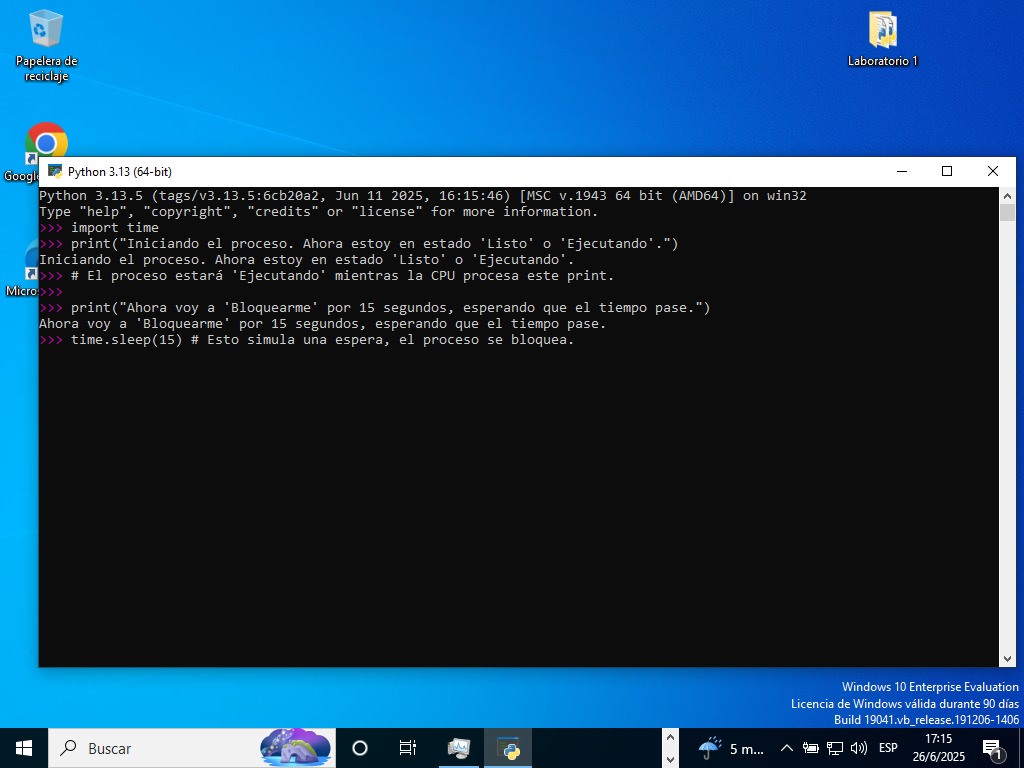 Papelera de
reciclaje
Laboratorio 1
Google
Python 3.13 (64-bit)
Python 3.13.5 (tags/v3.13.5:6cb20a2, Jun 11 2025, 16:15:46) [MSC v.1943 64 bit (AMD64)] on win32
Type "help", "copyright", "credits" or "license" for more information.
>>> import time
>>> print("Iniciando el proceso. Ahora estoy en estado 'Listo' o 'Ejecutando'.")
Iniciando el proceso. Ahora estoy en estado 'Listo' o 'Ejecutando'.
>>> # El proceso estará 'Ejecutando' mientras la CPU procesa este print.
Micros
>>>
>>> print("Ahora voy a 'Bloquearme' por 15 segundos, esperando que el tiempo pase.")
Ahora voy a 'Bloquearme' por 15 segundos, esperando que el tiempo pase.
>>> time.sleep(15) # Esto simula una espera, el proceso se bloquea.
Windows 10 Enterprise Evaluation
Licencia de Windows válida durante 90 días
Build 19041.vb_release.191206-1406
Buscar
5 m...
ESP
17:15
26/6/2025
1